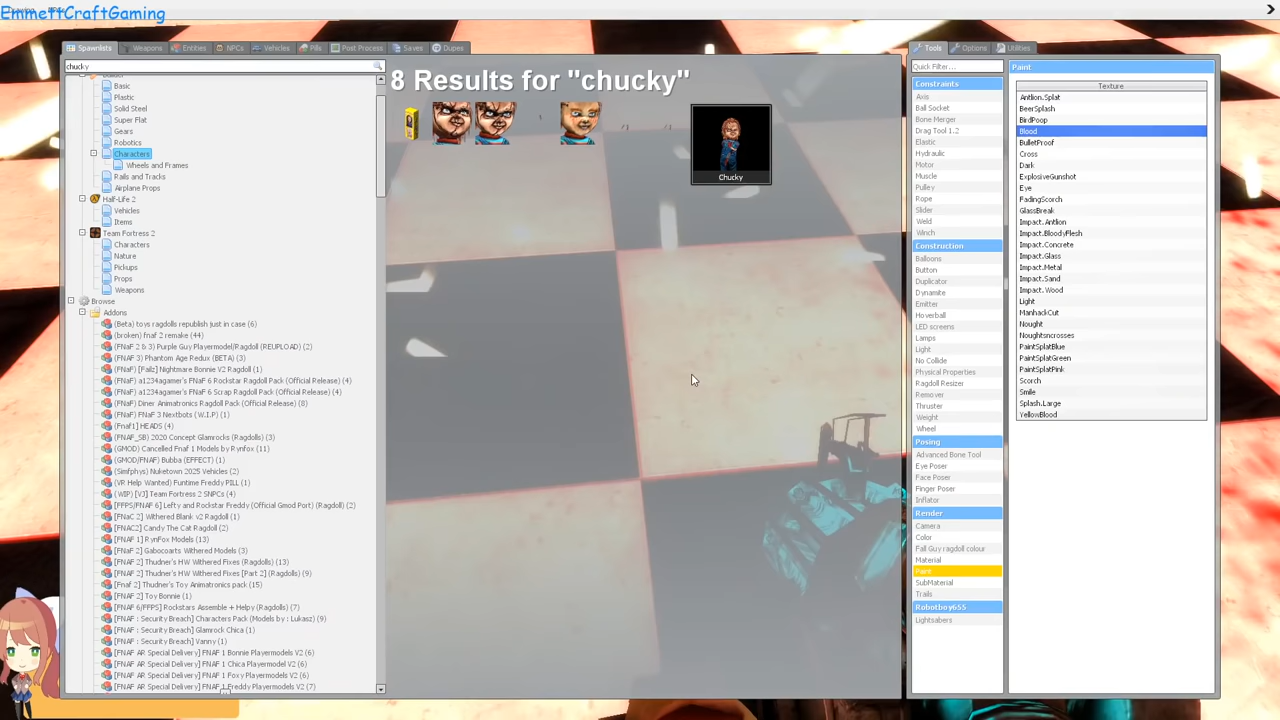 EmmettCraftGaming
Spawnlists
Weapons
Entities
NPCs
Vehicles
Pills
Post Process
Saves
Dupes
Tools
Options
Utilities
chucky
8 Results for "chucky"
Chucky
Basic
Plastic
Solid Steel
Super Flat
Gears
Robotics
Characters
Wheels and Frames
Rails and Tracks
Airplane Props
Half-Life 2
Vehicles
Items
Team Fortress 2
Characters
Nature
Pickups
Props
Weapons
Browse
Addons
(Beta) toys ragdolls republish just in case (6)
(broken) fnaf 2 remake (44)
(FNAF 2 & 3) Purple Guy Playermodel/Ragdoll (REUPLOAD) (2)
(FNAF 3) Phantom Age Redux (BETA) (3)
(FNAF) [Failz] Nightmare Bonnie V2 Ragdoll (1)
(FNAF) a1234agamer's FNaF 6 Rockstar Ragdoll Pack (Official Release) (4)
(FNAF) a1234agamer's FNaF 6 Scrap Ragdoll Pack (Official Release) (4)
(FNAF) Diner Animatronics Ragdoll Pack (Official Release) (8)
(FNAF) FNAF 3 Nextbots (W.I.P) (1)
(Fnaf1) HEADS (4)
(FNAF_SB) 2020 Concept Glamrocks (Ragdolls) (3)
(GMOD) Cancelled Fnaf 1 Models by Rynfox (11)
(GMOD/FNAF) Bubba (EFFECT) (1)
(Simfphys) Nuketown 2025 Vehicles (2)
(VR Help Wanted) Funtime Freddy PILL (1)
(WIP) [VJ] Team Fortress 2 SNPCs (4)
[FFPS/FNAF 6] Lefty and Rockstar Freddy (Official Gmod Port) (Ragdoll) (2)
[FNaC 2] Withered Blank V2 Ragdoll (1)
[FNAC2] Candy The Cat Ragdoll (2)
[FNAF 1] RynFox Models (13)
[FNAF 2] Gabocoarts Withered Models (3)
[FNAF 2] Thudner's HW Withered Fixes (Ragdolls) (13)
[FNAF 2] Thudner's HW Withered Fixes [Part 2] (Ragdolls) (9)
[Fnaf 2] Thudner's Toy Animatronics pack (15)
[FNAF 2] Toy Bonnie (1)
[FNAF 6/FFPS] Rockstars Assemble + Helpy (Ragdolls) (7)
[FNAF : Security Breach] Characters Pack (Models by : Lukasz) (9)
[FNAF : Security Breach] Glamrock Chica (1)
[FNAF : Security Breach] Vanny (1)
[FNAF AR Special Delivery] FNAF 1 Bonnie Playermodels V2 (6)
[FNAF AR Special Delivery] FNAF 1 Chica Playermodels V2 (6)
[FNAF AR Special Delivery] FNAF 1 Foxy Playermodels V2 (6)
[FNAF AR Special Delivery] FNAF 1 Freddy Playermodels V2 (7)
Quick Filter...
Constraints
Axis
Ball Socket
Bone Merger
Drag Tool 1.2
Elastic
Hydraulic
Motor
Muscle
Pulley
Rope
Slider
Weld
Winch
Construction
Balloons
Button
Duplicator
Dynamite
Emitter
Hoverball
LED screens
Lamps
Light
No Collide
Physical Properties
Ragdoll Resizer
Remover
Thruster
Weight
Wheel
Posing
Advanced Bone Tool
Eye Poser
Face Poser
Finger Poser
Inflator
Render
Camera
Color
Fall Guy ragdoll colour
Material
Paint
SubMaterial
Trails
Robotboy655
Lightsabers
Paint
Texture
Antlion.Splat
BeerSplash
BirdPoop
Blood
BulletProof
Cross
Dark
ExplosiveGunshot
Eye
FadingScorch
GlassBreak
Impact.Antlion
Impact.BloodyFlesh
Impact.Concrete
Impact.Glass
Impact.Metal
Impact.Sand
Impact.Wood
Light
ManhackCut
Nought
Noughtsncrosses
PaintSplatBlue
PaintSplatGreen
PaintSplatPink
Scorch
Smile
Splash.Large
YellowBlood